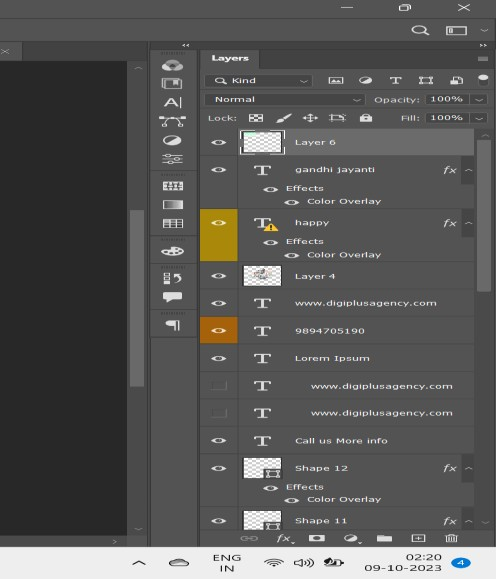 Layers
Kind
Normal Opacity: 100%
Lock: Fill: 100%
Layer 6
gandhi jayanti fx
Effects
Color Overlay
happy fx
Effects
Color Overlay
Layer 4
www.digiplusagency.com
9894705190
Lorem Ipsum
www.digiplusagency.com
www.digiplusagency.com
Call us More info
Shape 12 fx
Effects
Color Overlay
Shape 11 fx
fx
ENG 02:20
IN 09-10-2023 4